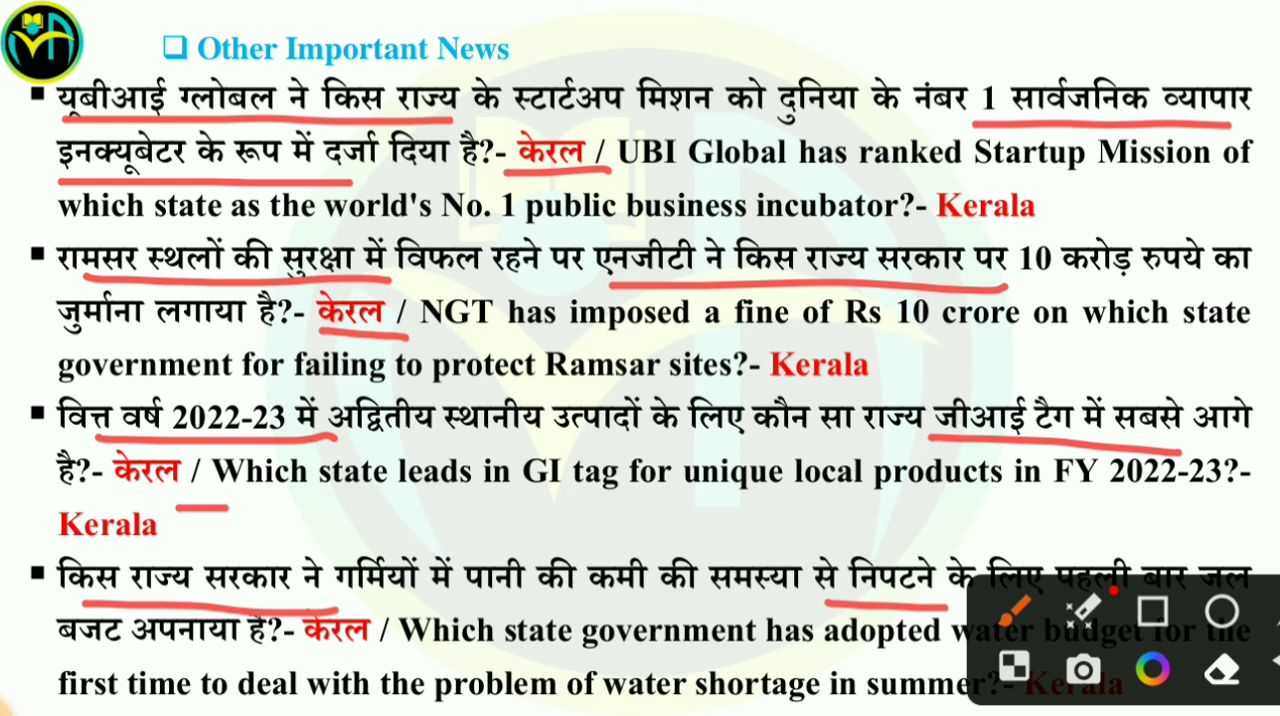 ❑ Other Important News
▪ यूबीआई ग्लोबल ने किस राज्य के स्टार्टअप मिशन को दुनिया के नंबर 1 सार्वजनिक व्यापार
इनक्यूबेटर के रूप में दर्जा दिया है?- केरल / UBI Global has ranked Startup Mission of
which state as the world's No. 1 public business incubator?- Kerala
▪ रामसर स्थलों की सुरक्षा में विफल रहने पर एनजीटी ने किस राज्य सरकार पर 10 करोड़ रुपये का
जुर्माना लगाया है?- केरल / NGT has imposed a fine of Rs 10 crore on which state
government for failing to protect Ramsar sites?- Kerala
▪ वित्त वर्ष 2022-23 में अद्वितीय स्थानीय उत्पादों के लिए कौन सा राज्य जीआई टैग में सबसे आगे
है?- केरल / Which state leads in GI tag for unique local products in FY 2022-23?-
Kerala
▪ किस राज्य सरकार ने गर्मियों में पानी की कमी की समस्या से निपटने के लिए पहली बार जल
बजट अपनाया है?- केरल / Which state government has adopted water budget for the
first time to deal with the problem of water shortage in summer?- Kerala